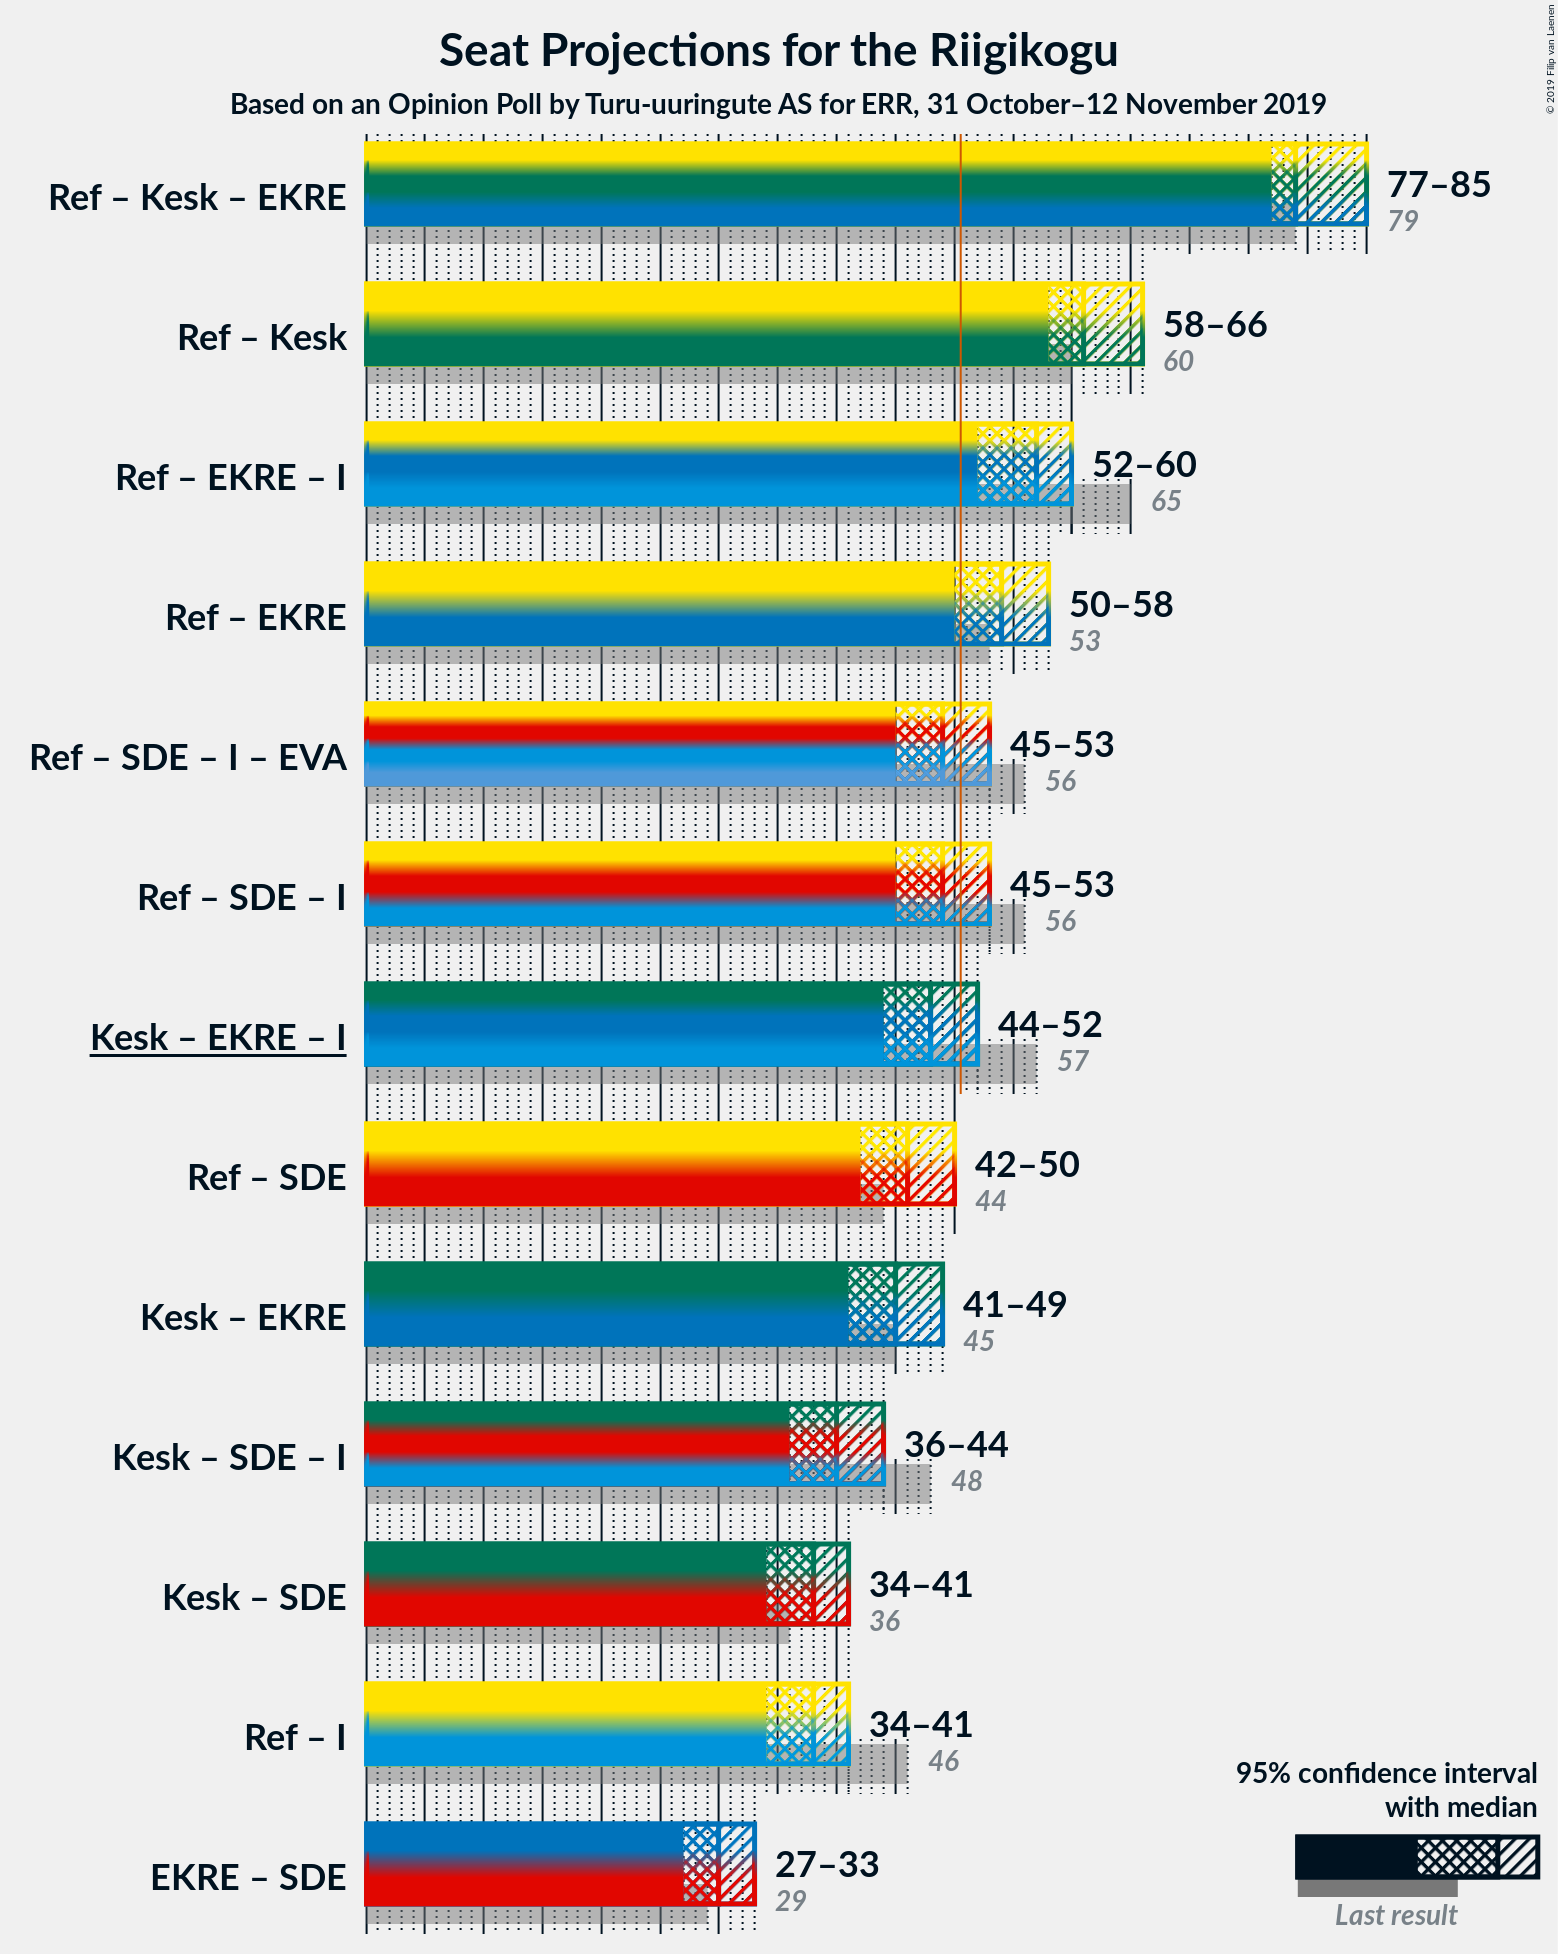 Seat Projections for the Riigikogu
Based on an Opinion Poll by Turu-uuringute AS for ERR, 31 October–12 November 2019
© 2019 Filip van Laenen
Ref – Kesk – EKRE
77–85
79
Ref – Kesk
58–66
60
Ref – EKRE – I
52–60
65
Ref – EKRE
50–58
53
Ref – SDE – I – EVA
45–53
56
Ref – SDE – I
45–53
56
Kesk – EKRE – I
44–52
57
Ref – SDE
42–50
44
Kesk – EKRE
41–49
45
Kesk – SDE – I
36–44
48
Kesk – SDE
34–41
36
Ref – I
34–41
46
EKRE – SDE
27–33
29
95% confidence interval
with median
Last result